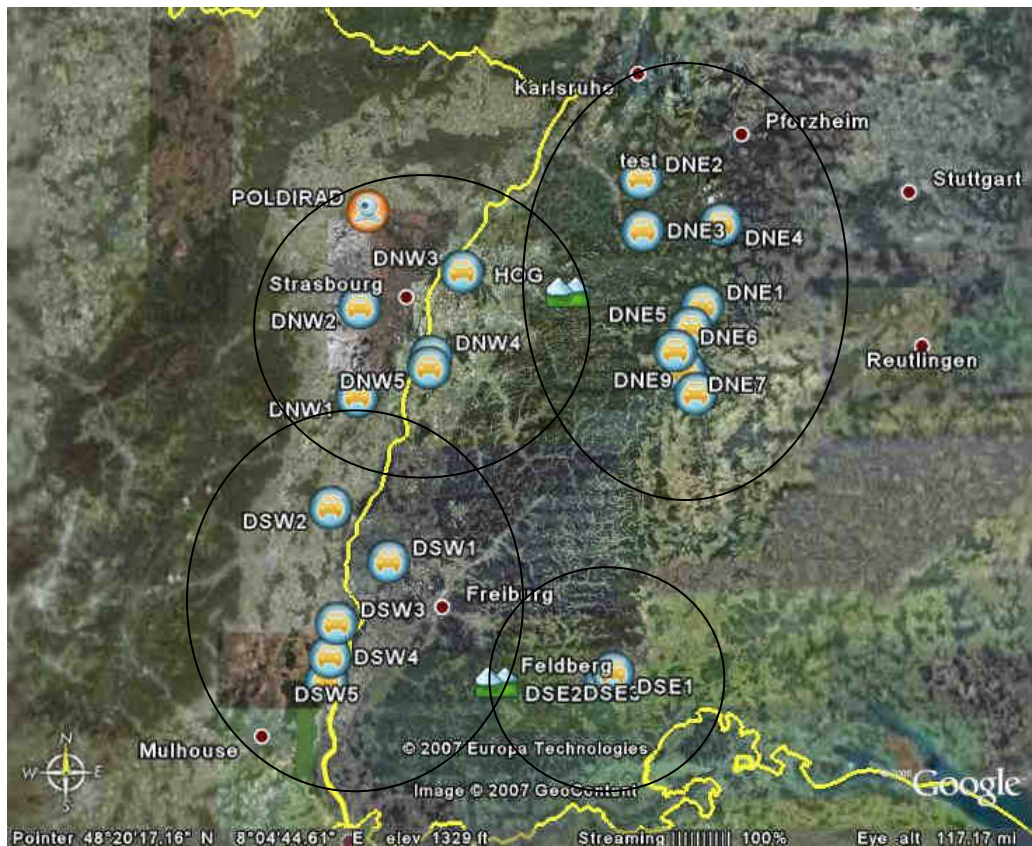 Karlsruhe
Pforzheim
test DNE2
Stuttgart
POLDIRAD
DNE3
DNE4
DNW3
HOG
Strasbourg
DNE1
DNW2
DNE5
DNE6
DNW4
Reutlingen
DNW5
DNE9
DNE7
DNW1
DSW2
DSW1
Freiburg
DSW3
DSW4
Feldberg
DSW5
DSE2
DSE3
DSE1
Mulhouse
© 2007 Europa Technologies
N
W E
S
Image © 2007 GeoContent
Google
Pointer 48°20'17.16" N 8°04'44.61" E elev 1329 ft Streaming ||||||||| 100% Eye alt 117.17 mi